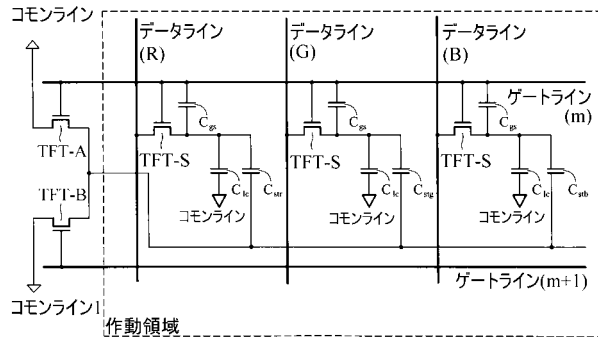 コモンライン
データライン
(R)
データライン
(G)
データライン
(B)
ゲートライン
(m)
TFT-A
TFT-S
Cgs
TFT-S
Cgs
TFT-S
Cgs
TFT-B
Clc
Cstr
Clc
Cstg
Clc
Cstb
コモンライン
コモンライン
コモンライン
コモンライン1
ゲートライン(m+1)
作動領域